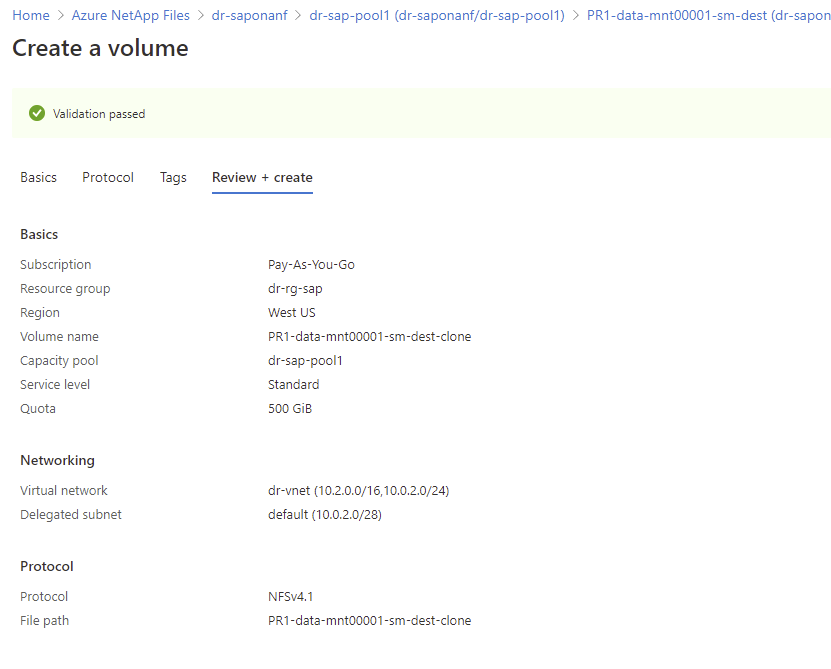 Home > Azure NetApp Files > dr-saponanf > dr-sap-pool1 (dr-saponanf/dr-sap-pool1) > PR1-data-mnt00001-sm-dest (dr-sapon
Create a volume
Validation passed
Basics Protocol Tags Review + create
Basics
Subscription Pay-As-You-Go
Resource group dr-rg-sap
Region West US
Volume name PR1-data-mnt00001-sm-dest-clone
Capacity pool dr-sap-pool1
Service level Standard
Quota 500 GiB
Networking
Virtual network dr-vnet (10.2.0.0/16,10.0.2.0/24)
Delegated subnet default (10.0.2.0/28)
Protocol
Protocol NFSv4.1
File path PR1-data-mnt00001-sm-dest-clone